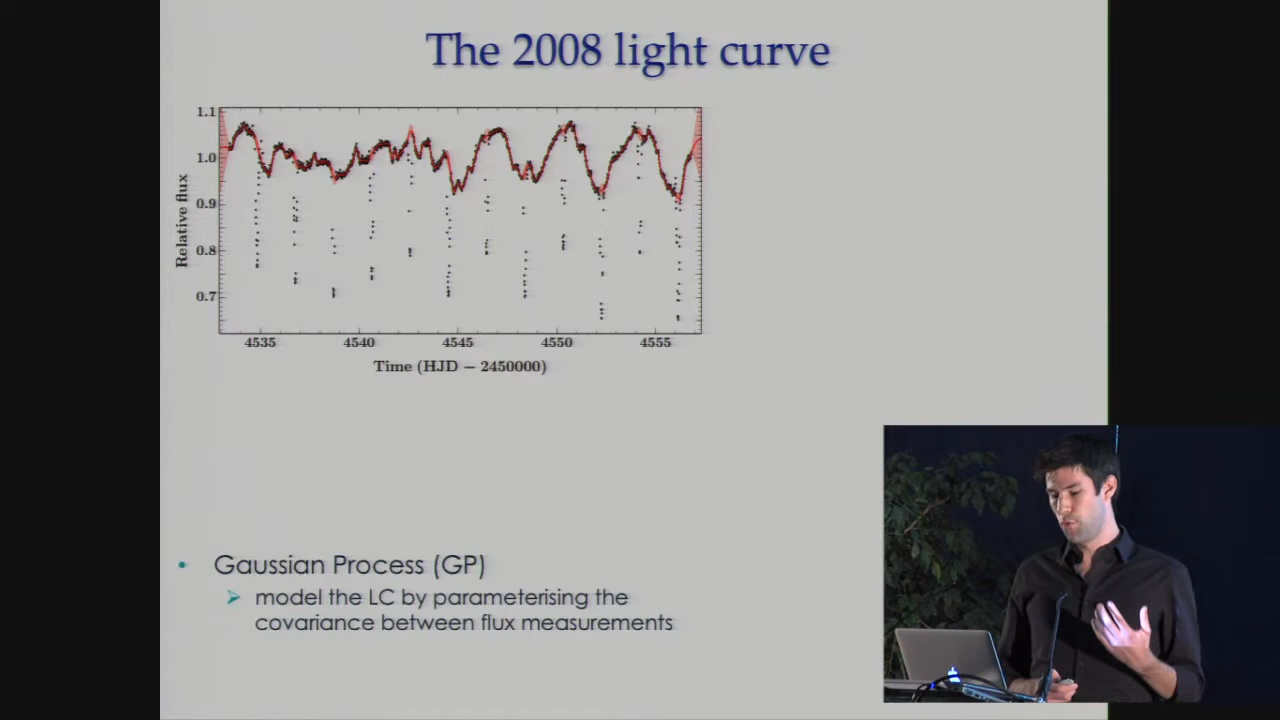 The 2008 light curve
1.1
1.0
0.9
0.8
0.7
Relative flux
4535 4540 4545 4550 4555
Time (HJD − 2450000)
• Gaussian Process (GP)
➢ model the LC by parameterising the
covariance between flux measurements